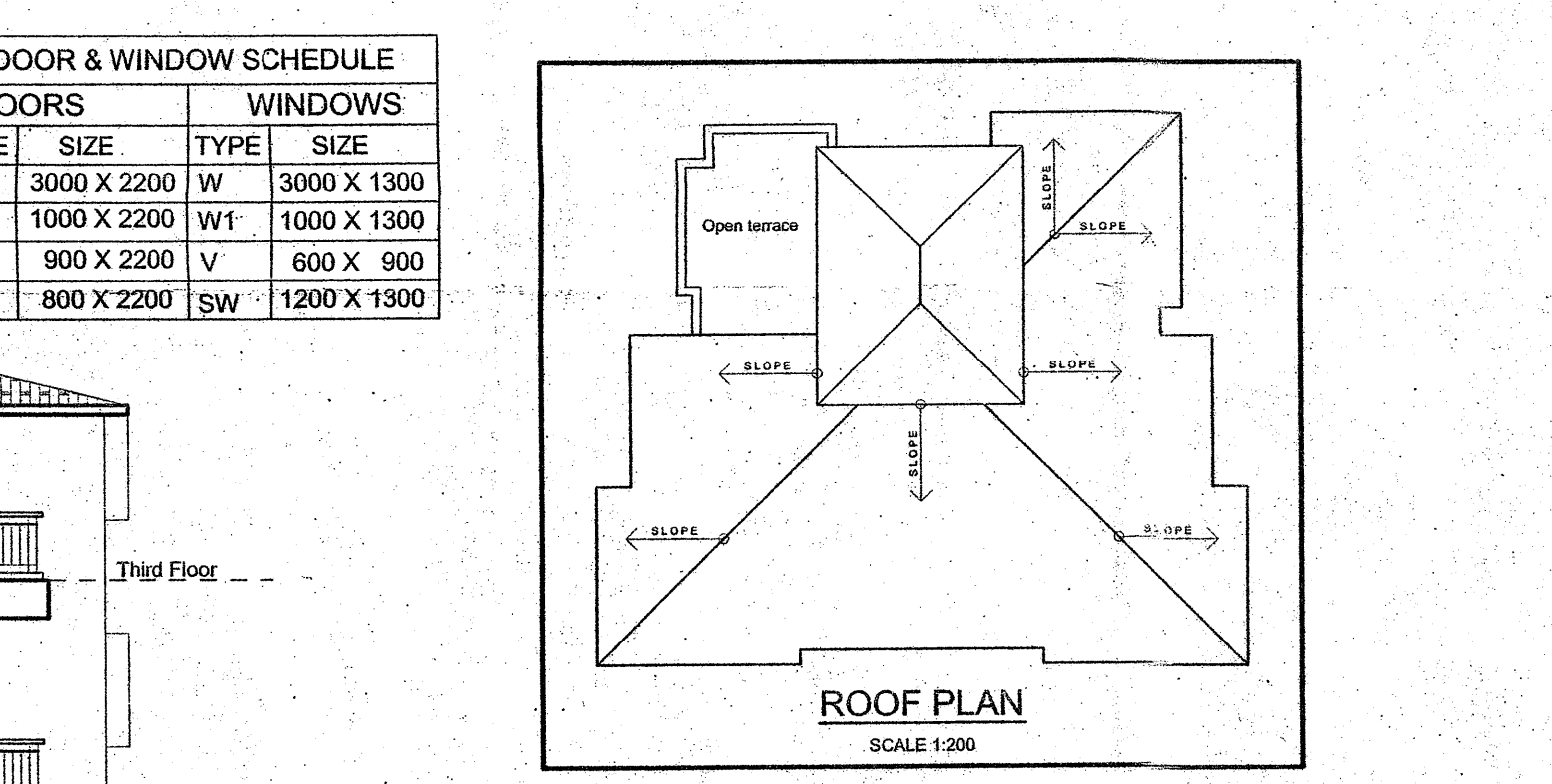 DOOR & WINDOW SCHEDULE
DOORS WINDOWS
SIZE TYPE SIZE
3000 X 2200 W 3000 X 1300
1000 X 2200 W1 1000 X 1300
900 X 2200 V 600 X 900
800 X 2200 SW 1200 X 1300
Third Floor
Open terrace
SLOPE
SLOPE
SLOPE
SLOPE
SLOPE
SLOPE
SLOPE
ROOF PLAN
SCALE 1:200